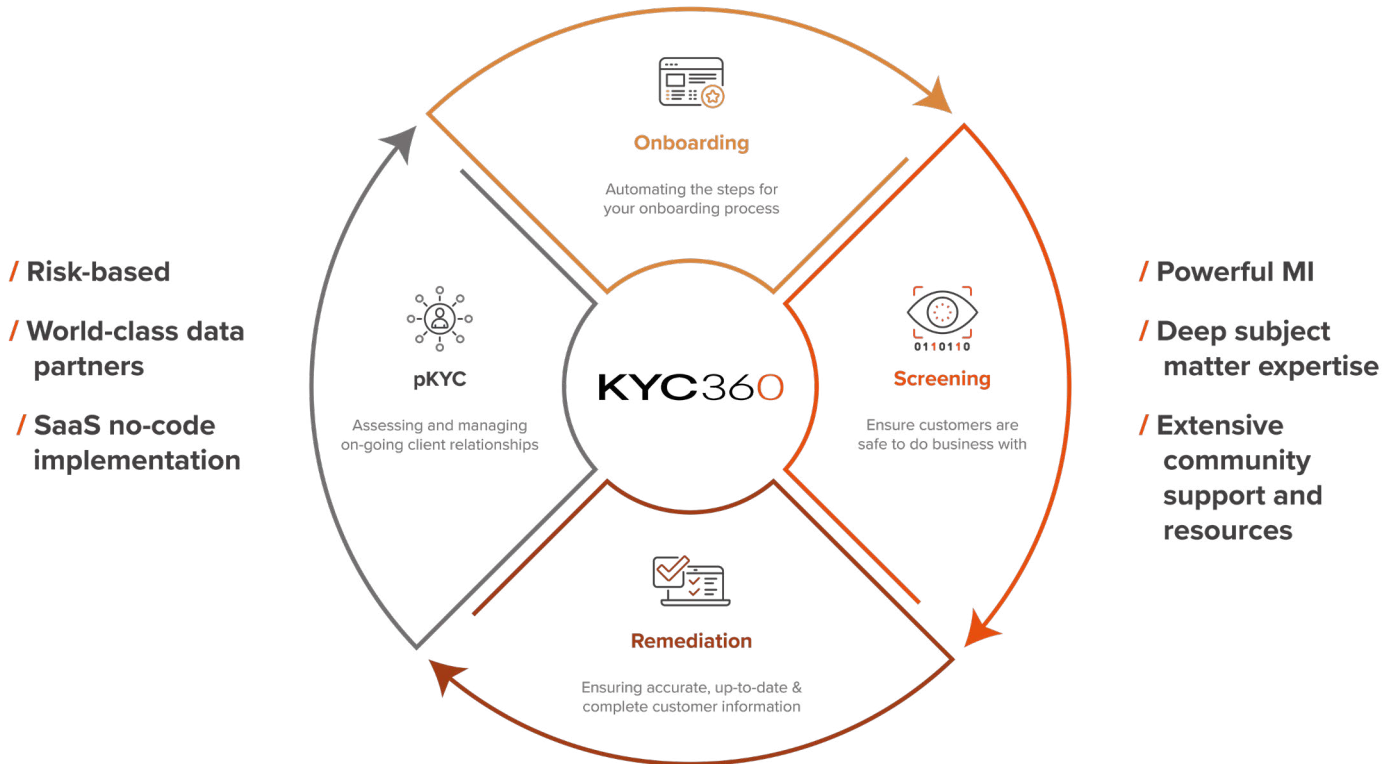 Onboarding
Automating the steps for
your onboarding process
/ Risk-based
/ World-class data
partners
/ SaaS no-code
implementation
pKYC
Assessing and managing
on-going client relationships
KYC360
0110110
Screening
Ensure customers are
safe to do business with
/ Powerful MI
/ Deep subject
matter expertise
/ Extensive
community
support and
resources
Remediation
Ensuring accurate, up-to-date &
complete customer information